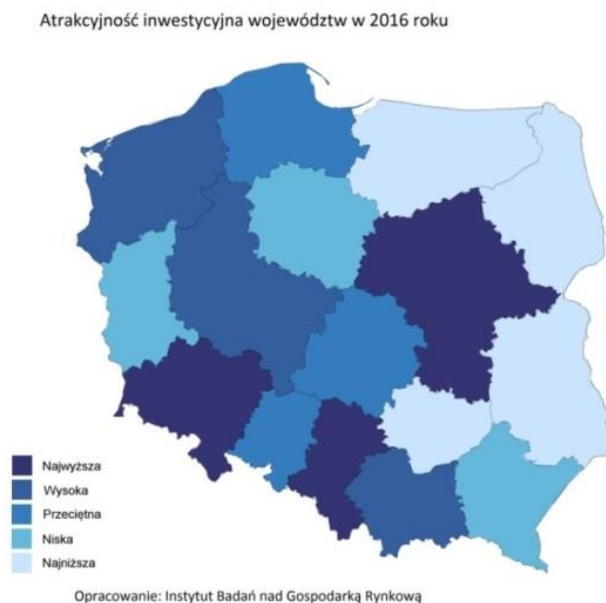 Atrakcyjność inwestycyjna województw w 2016 roku
Najwyższa
Wysoka
Przeciętna
Niska
Najniższa
Opracowanie: Instytut Badań nad Gospodarką Rynkową